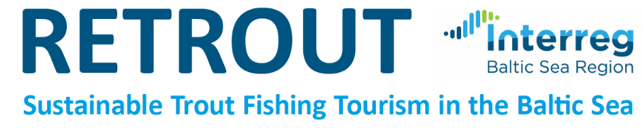 RETROUT
Interreg
Baltic Sea Region
Sustainable Trout Fishing Tourism in the Baltic Sea